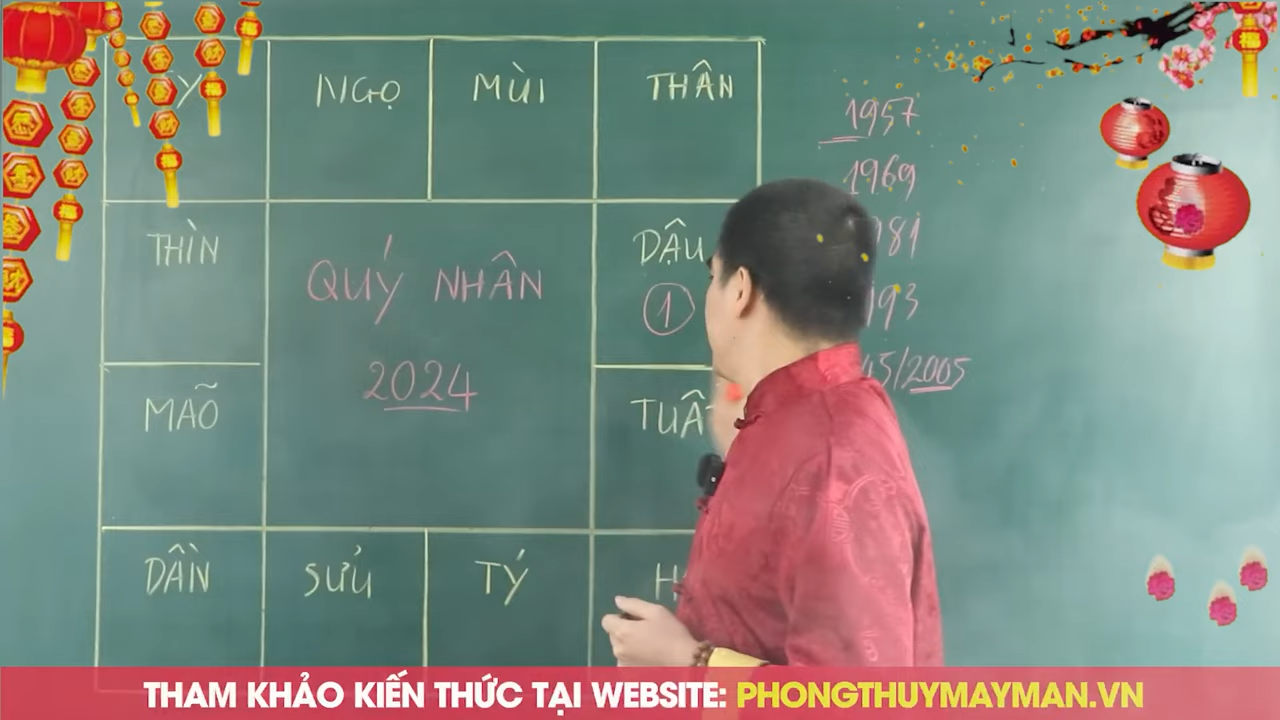 NGỌ
MÙI
THÂN
1957
1969
THÌN
DẬU
QUÝ NHÂN
1
2024
/2005
MÃO
DẦN
SỬU
TÝ
THAM KHẢO KIẾN THỨC TẠI WEBSITE: PHONGTHUYMAYMAN.VN